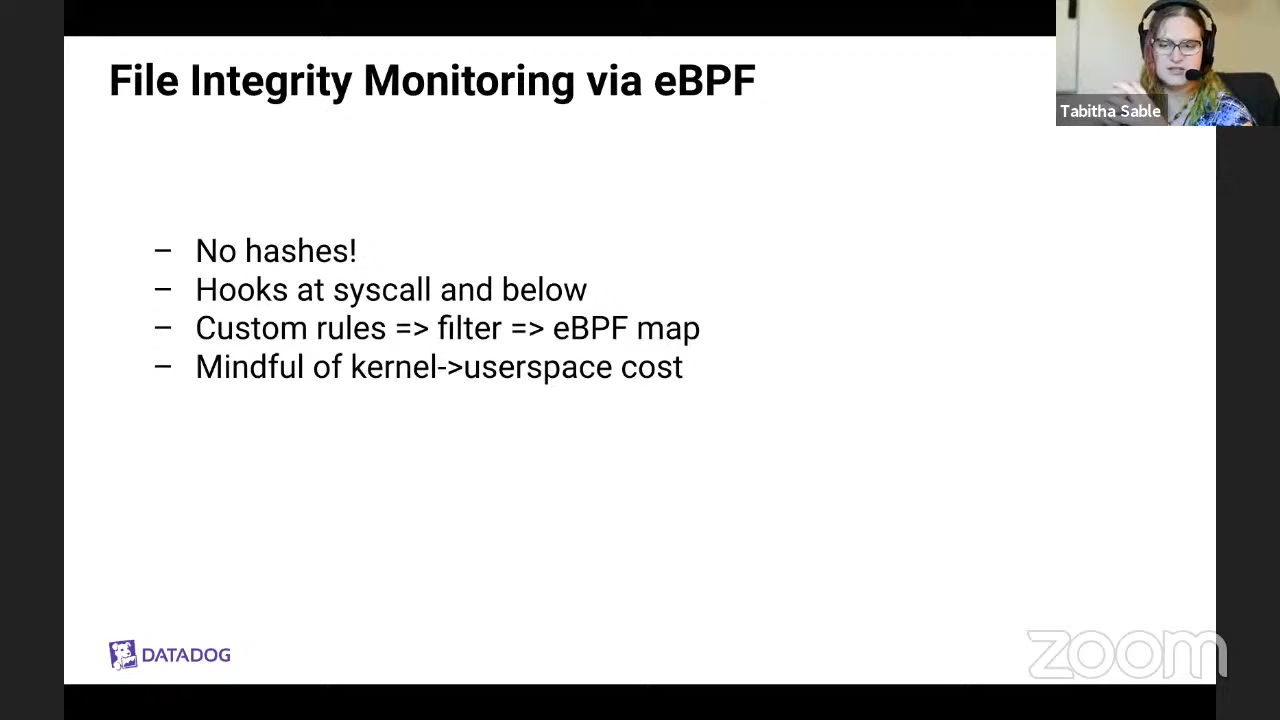 File Integrity Monitoring via eBPF
Tabitha Sable
– No hashes!
– Hooks at syscall and below
– Custom rules => filter => eBPF map
– Mindful of kernel->userspace cost
DATADOG
zoom